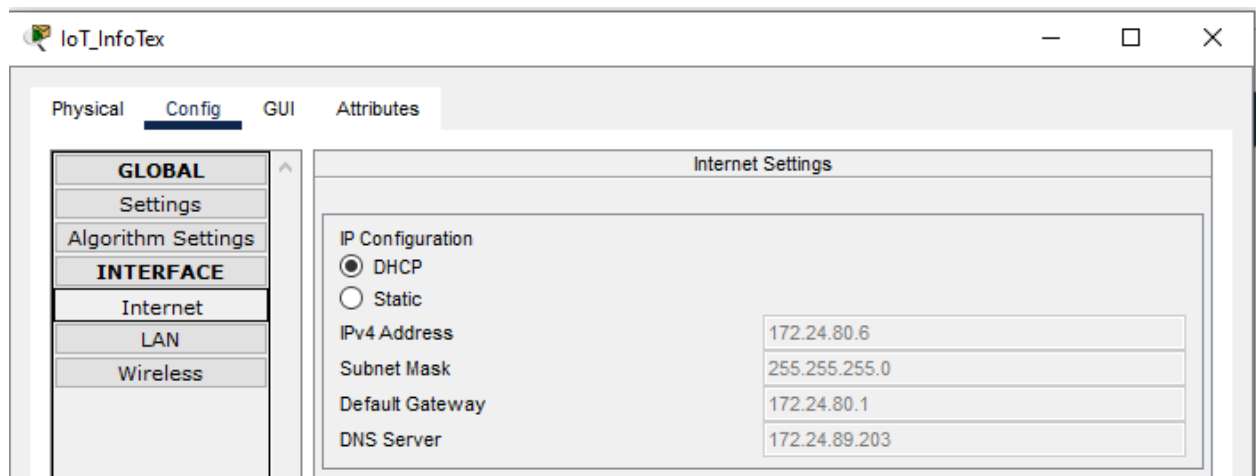 IoT_InfoTex
Physical Config GUI Attributes
GLOBAL
Settings
Algorithm Settings
INTERFACE
Internet
LAN
Wireless
Internet Settings
IP Configuration
DHCP
Static
IPv4 Address 172.24.80.6
Subnet Mask 255.255.255.0
Default Gateway 172.24.80.1
DNS Server 172.24.89.203